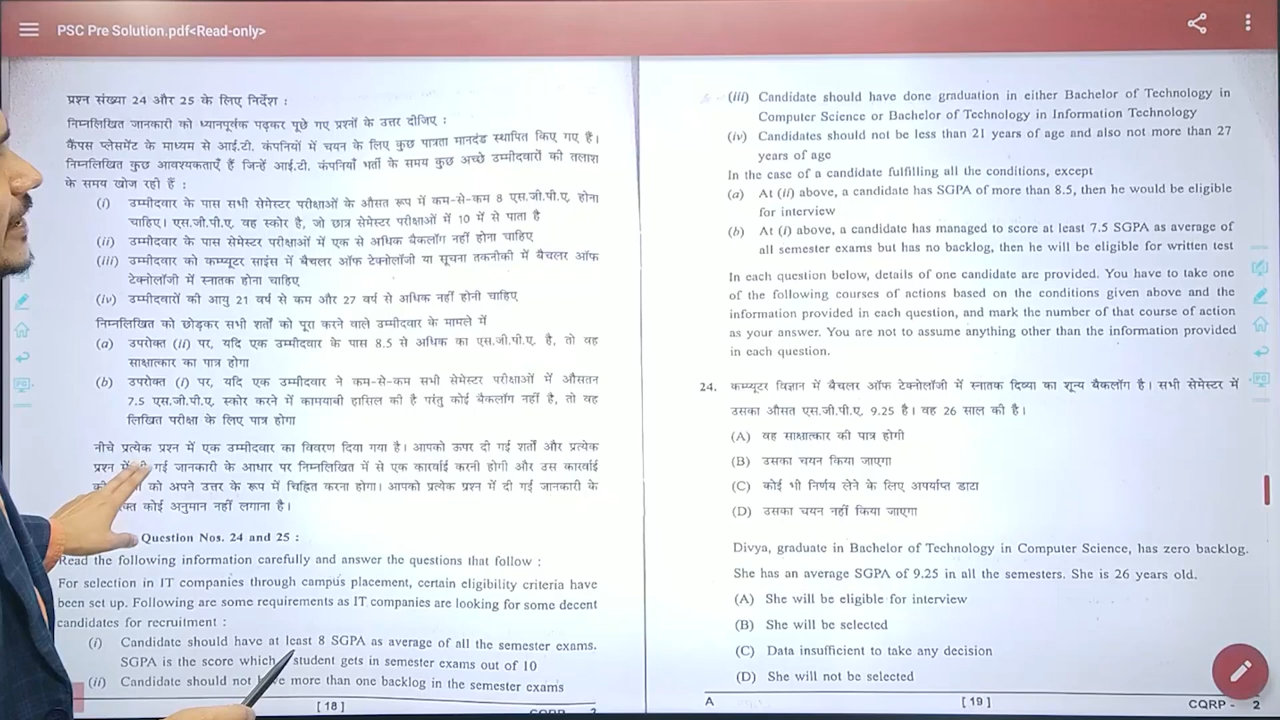 PSC Pre Solution.pdf<Read-only>
प्रश्न संख्या 24 और 25 के लिए निर्देश :
निम्नलिखित जानकारी को ध्यानपूर्वक पढ़कर पूछे गए प्रश्नों के उत्तर दीजिए :
कैंपस प्लेसमेंट के माध्यम से आई.टी. कंपनियों में चयन के लिए कुछ पात्रता मानदंड स्थापित किए गए हैं।
निम्नलिखित कुछ आवश्यकताएँ हैं जिन्हें आई.टी. कंपनियाँ भर्ती के समय कुछ अच्छे उम्मीदवारों की तलाश
के समय खोज रही हैं :
(i) उम्मीदवार के पास सभी सेमेस्टर परीक्षाओं के औसत रूप में कम-से-कम 8 एस.जी.पी.ए. होना
चाहिए। एस.जी.पी.ए. वह स्कोर है, जो छात्र सेमेस्टर परीक्षाओं में 10 में से पाता है
(ii) उम्मीदवार के पास सेमेस्टर परीक्षाओं में एक से अधिक बैकलॉग नहीं होना चाहिए
(iii) उम्मीदवार को कम्प्यूटर साइंस में बैचलर ऑफ टेक्नोलॉजी या सूचना तकनीकी में बैचलर ऑफ
टेक्नोलॉजी में स्नातक होना चाहिए
(iv) उम्मीदवारों की आयु 21 वर्ष से कम और 27 वर्ष से अधिक नहीं होनी चाहिए
निम्नलिखित को छोड़कर सभी शर्तों को पूरा करने वाले उम्मीदवार के मामले में
(a) उपरोक्त (ii) पर, यदि एक उम्मीदवार के पास 8.5 से अधिक का एस.जी.पी.ए. है, तो वह
साक्षात्कार का पात्र होगा
(b) उपरोक्त (i) पर, यदि एक उम्मीदवार ने कम-से-कम सभी सेमेस्टर परीक्षाओं में औसतन
7.5 एस.जी.पी.ए. स्कोर करने में कामयाबी हासिल की है परंतु कोई बैकलॉग नहीं है, तो वह
लिखित परीक्षा के लिए पात्र होगा
नीचे प्रत्येक प्रश्न में एक उम्मीदवार का विवरण दिया गया है। आपको ऊपर दी गई शर्तों और प्रत्येक
प्रश्न में गई जानकारी के आधार पर निम्नलिखित में से एक कार्रवाई करनी होगी और उस कार्रवाई
को अपने उत्तर के रूप में चिह्नित करना होगा। आपको प्रत्येक प्रश्न में दी गई जानकारी के
कोई अनुमान नहीं लगाना है।
Question Nos. 24 and 25 :
Read the following information carefully and answer the questions that follow :
For selection in IT companies through campus placement, certain eligibility criteria have
been set up. Following are some requirements as IT companies are looking for some decent
candidates for recruitment :
(i) Candidate should have at least 8 SGPA as average of all the semester exams.
SGPA is the score which student gets in semester exams out of 10
(ii) Candidate should not have more than one backlog in the semester exams
[ 18 ]
(iii) Candidate should have done graduation in either Bachelor of Technology in
Computer Science or Bachelor of Technology in Information Technology
(iv) Candidates should not be less than 21 years of age and also not more than 27
years of age
In the case of a candidate fulfilling all the conditions, except
(a) At (ii) above, a candidate has SGPA of more than 8.5, then he would be eligible
for interview
(b) At (i) above, a candidate has managed to score at least 7.5 SGPA as average of
all semester exams but has no backlog, then he will be eligible for written test
In each question below, details of one candidate are provided. You have to take one
of the following courses of actions based on the conditions given above and the
information provided in each question, and mark the number of that course of action
as your answer. You are not to assume anything other than the information provided
in each question.
24. कम्प्यूटर विज्ञान में बैचलर ऑफ टेक्नोलॉजी में स्नातक दिव्या का शून्य बैकलॉग है। सभी सेमेस्टर में
उसका औसत एस.जी.पी.ए. 9.25 है। वह 26 साल की है।
(A) वह साक्षात्कार की पात्र होगी
(B) उसका चयन किया जाएगा
(C) कोई भी निर्णय लेने के लिए अपर्याप्त डाटा
(D) उसका चयन नहीं किया जाएगा
Divya, graduate in Bachelor of Technology in Computer Science, has zero backlog.
She has an average SGPA of 9.25 in all the semesters. She is 26 years old.
(A) She will be eligible for interview
(B) She will be selected
(C) Data insufficient to take any decision
(D) She will not be selected
A [ 19 ] CQRP - 2